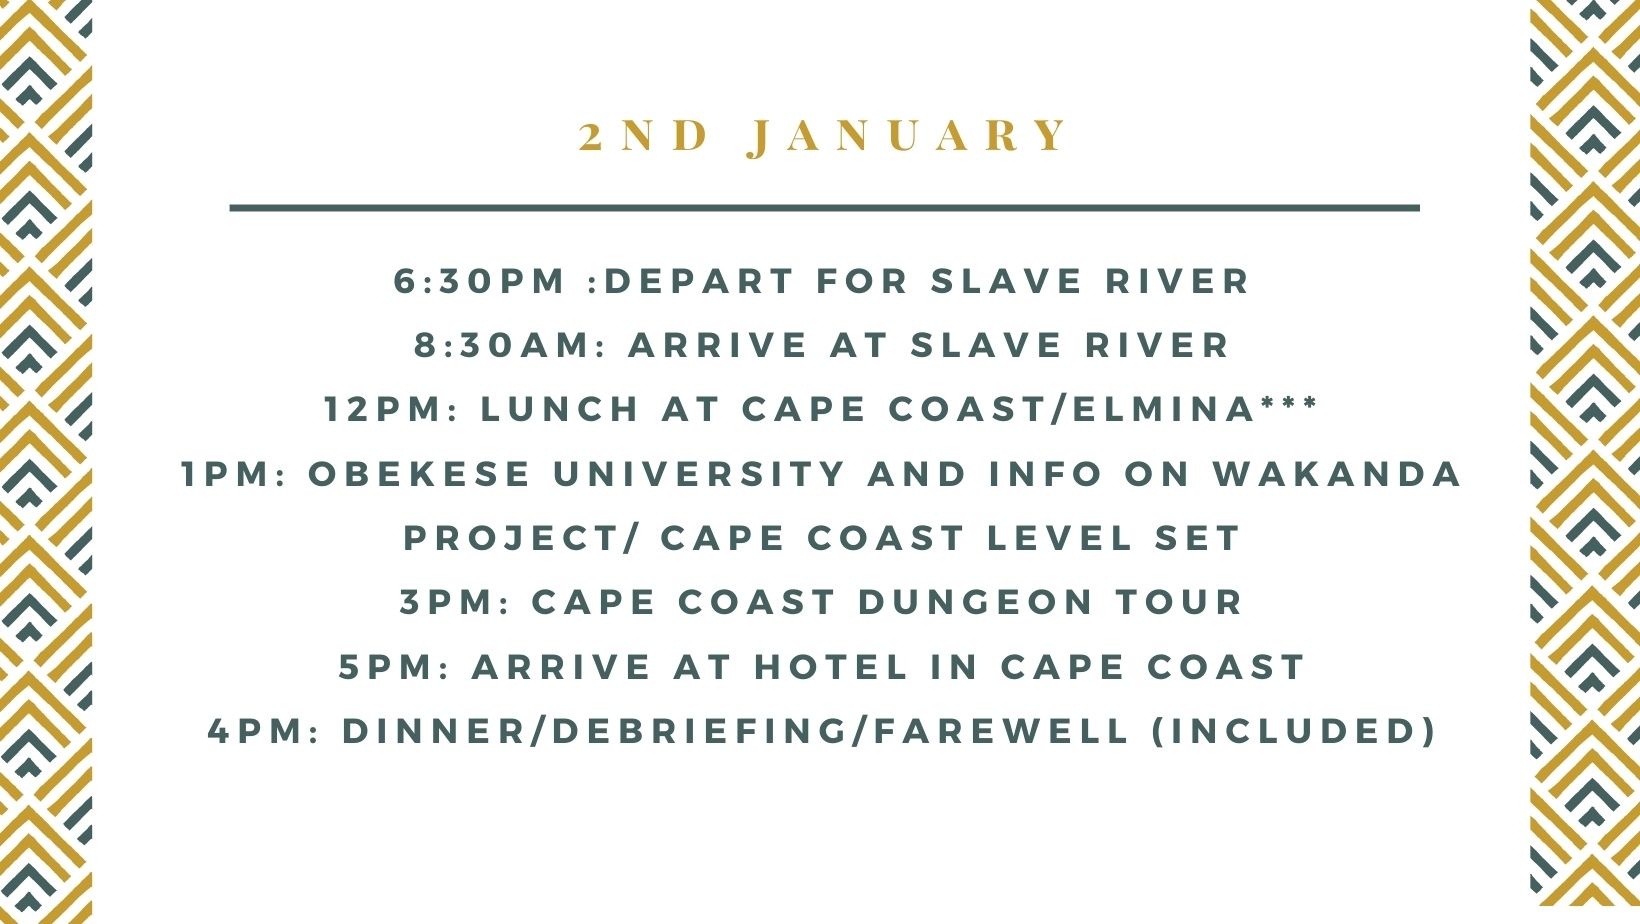 2ND JANUARY
6:30PM :DEPART FOR SLAVE RIVER
8:30AM: ARRIVE AT SLAVE RIVER
12PM: LUNCH AT CAPE COAST/ELMINA***
1PM: OBEKESE UNIVERSITY AND INFO ON WAKANDA
PROJECT/ CAPE COAST LEVEL SET
3PM: CAPE COAST DUNGEON TOUR
5PM: ARRIVE AT HOTEL IN CAPE COAST
4PM: DINNER/DEBRIEFING/FAREWELL (INCLUDED)